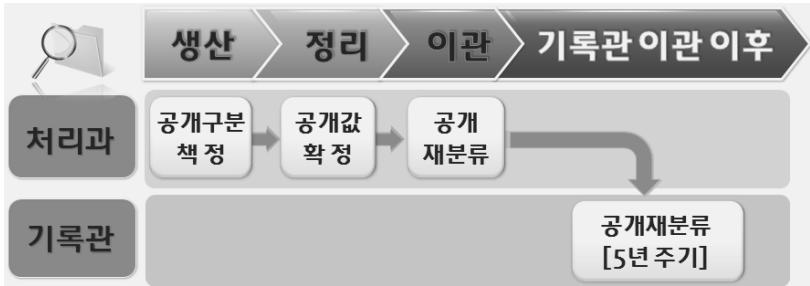 생산 정리 이관 기록관 이관 이후
처리과
공개구분
책 정
공개값
확 정
공개
재분류
기록관
공개재분류
[5년 주기]